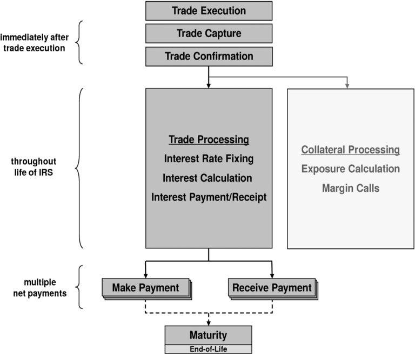 Trade Execution
immediately after
trade execution
Trade Capture
Trade Confirmation
throughout
life of IRS
Trade Processing
Interest Rate Fixing
Interest Calculation
Interest Payment/Receipt
Collateral Processing
Exposure Calculation
Margin Calls
multiple
net payments
Make Payment
Receive Payment
Maturity
End-of-Life